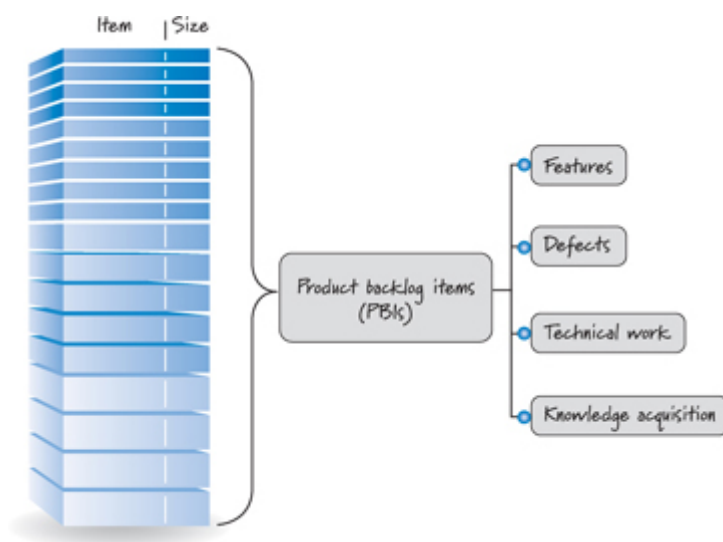 Item | Size
Product backlog items
(PBIs)
Features
Defects
Technical work
Knowledge acquisition